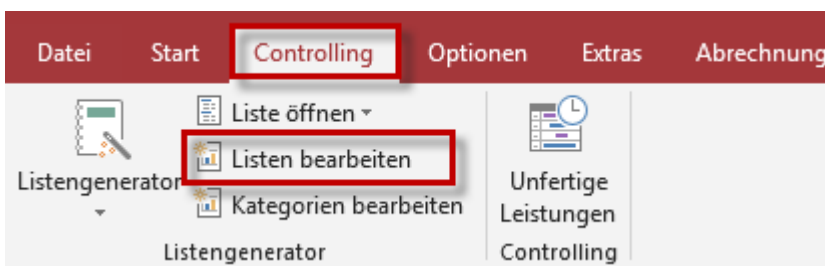 Datei Start Controlling Optionen Extras Abrechnung
Liste öffnen
Listen bearbeiten
Listengenerator
Kategorien bearbeiten
Listengenerator
Unfertige
Leistungen
Controlling